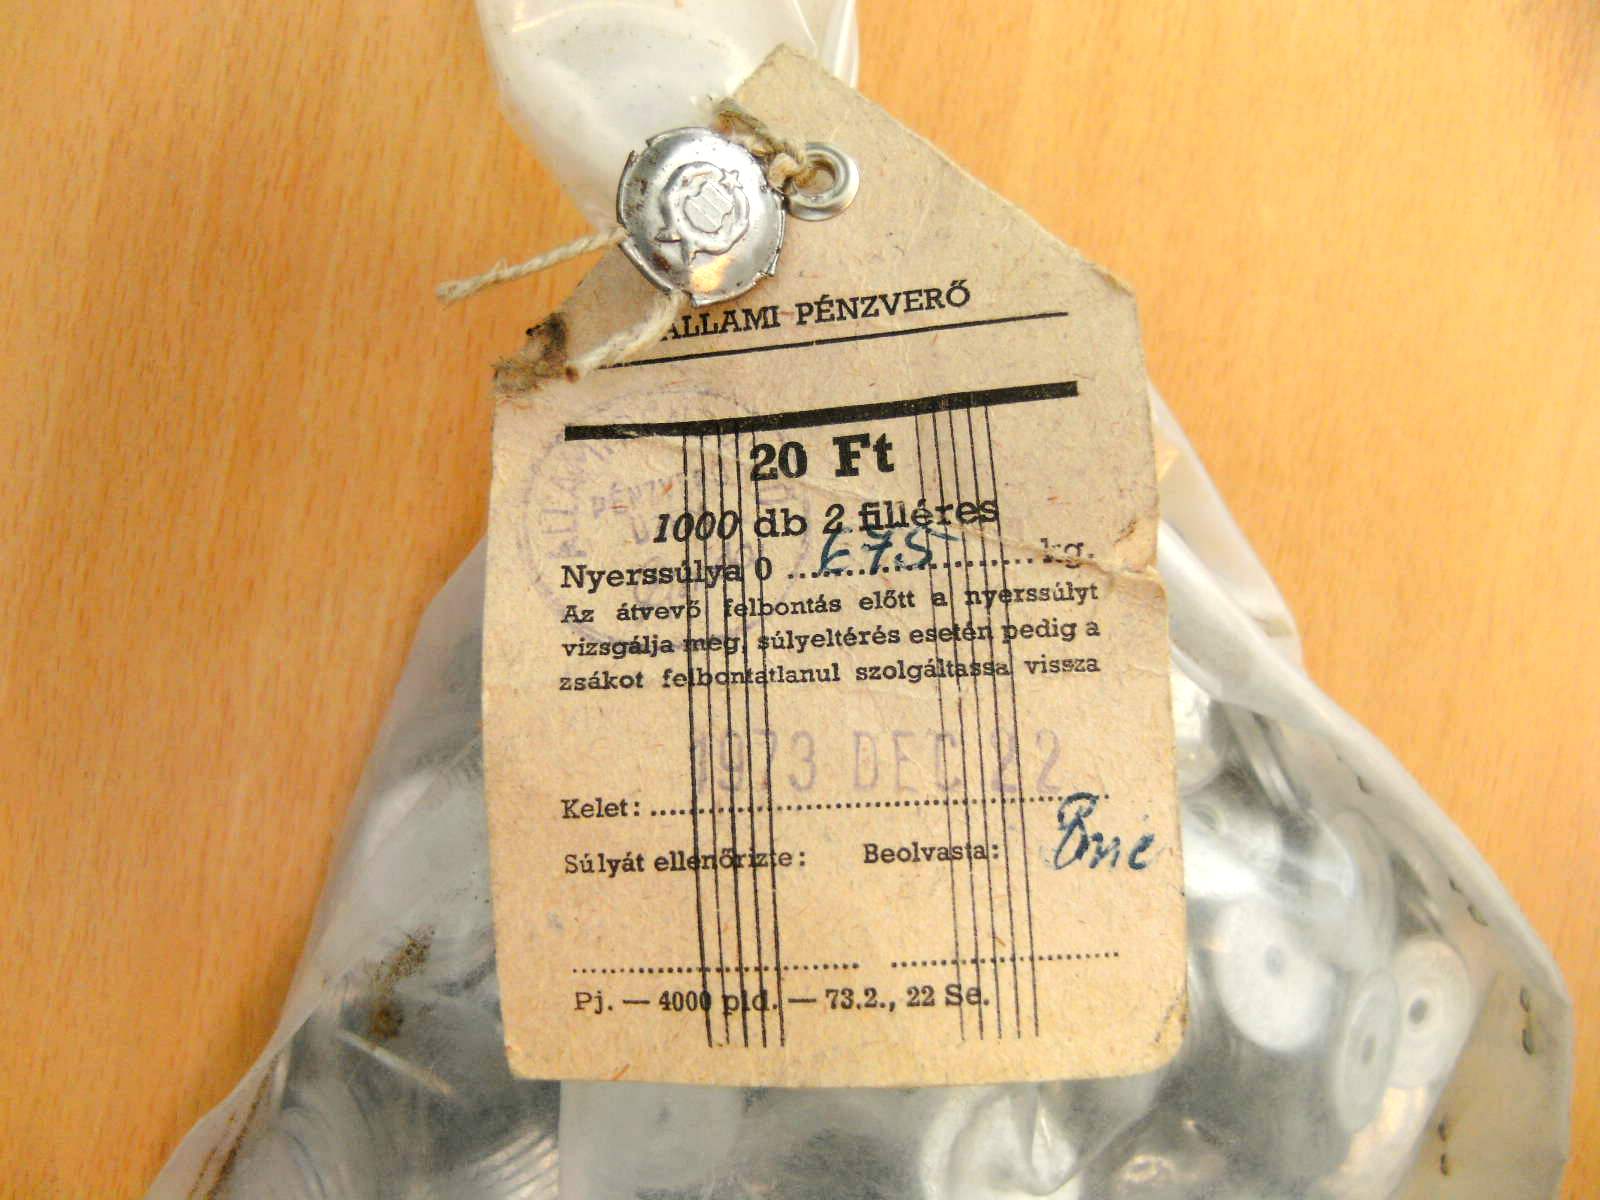 ÁLLAMI PÉNZVERŐ
20 Ft
1000 db 2 filléres
Nyerssúlya 0 ..................... kg.
Az átvevő felbontás előtt a nyerssúlyt
vizsgálja meg, súlyeltérés esetén pedig a
zsákot felbontatlanul szolgáltassa vissza
1973 DEC 22
Kelet:
Súlyát ellenőrizte: Beolvasta:
Pj. — 4000 pld. — 73.2., 22 Se.